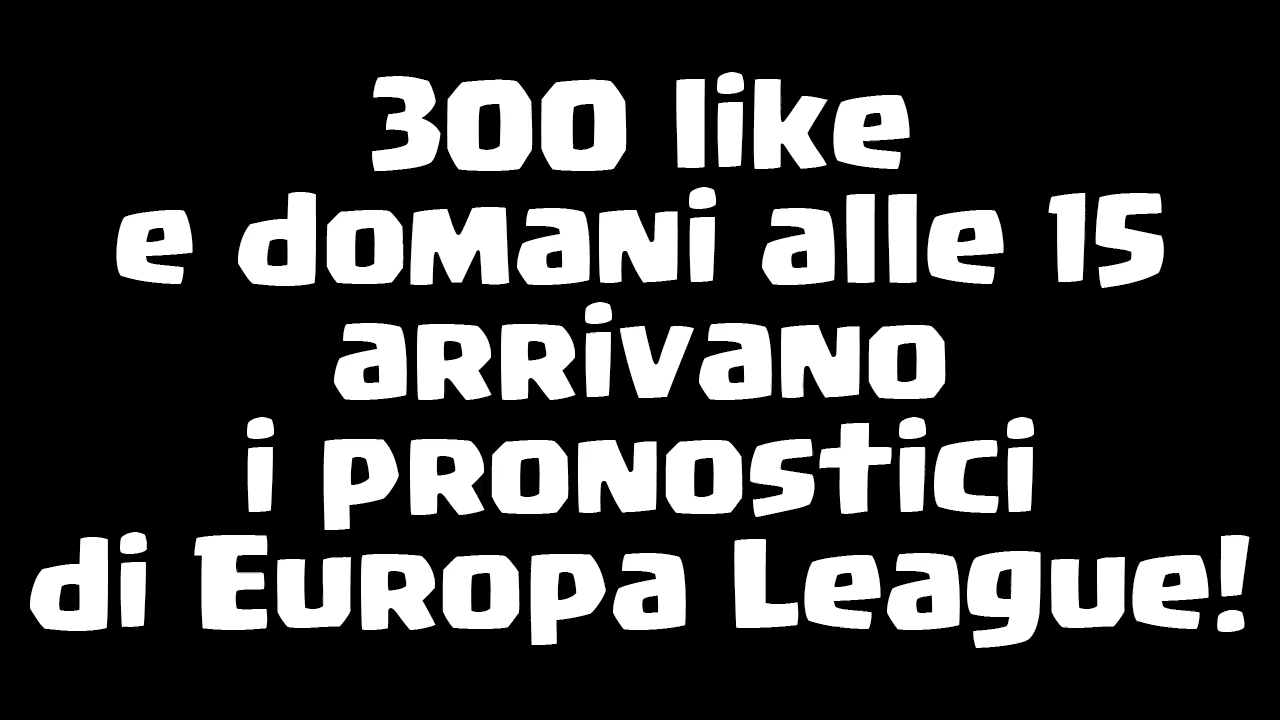 300 like
e domani alle 15
arrivano
i pronostici
di Europa League!